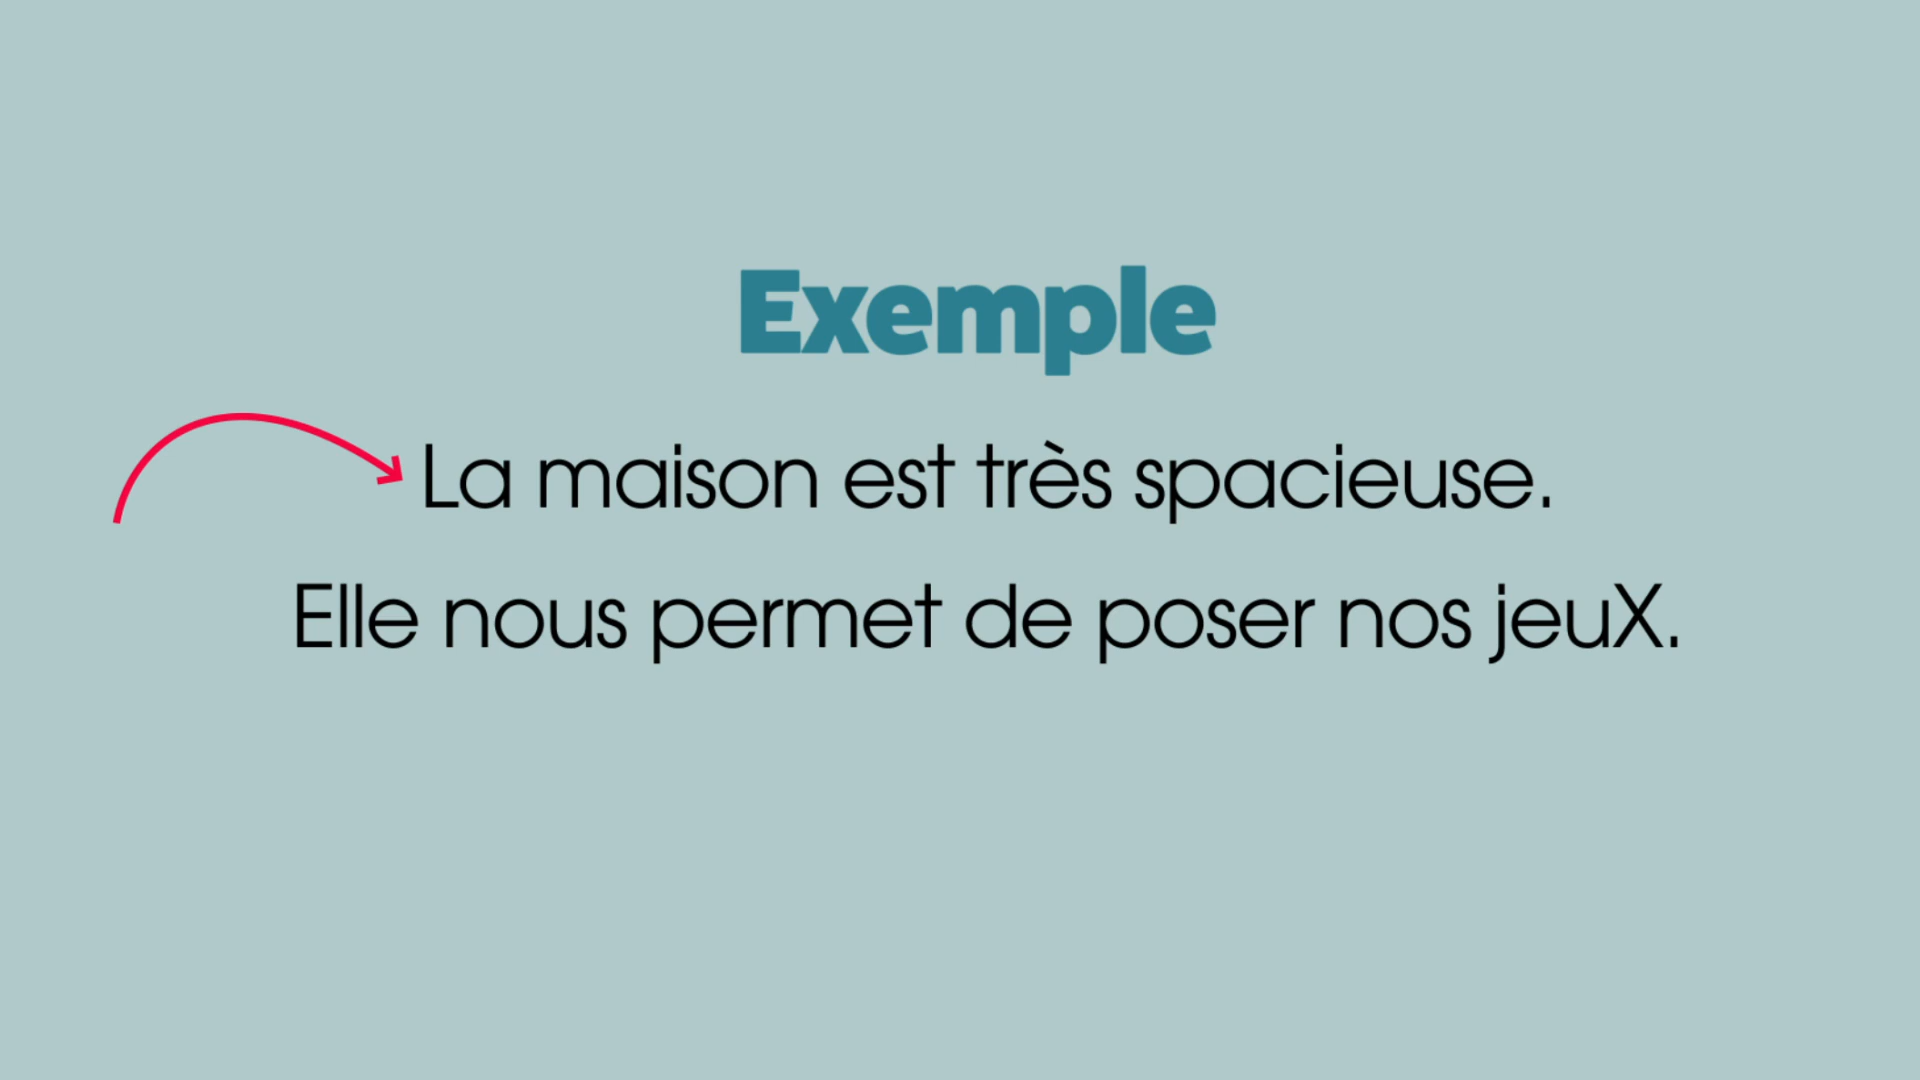 Exemple
La maison est très spacieuse.
Elle nous permet de poser nos jeuX.